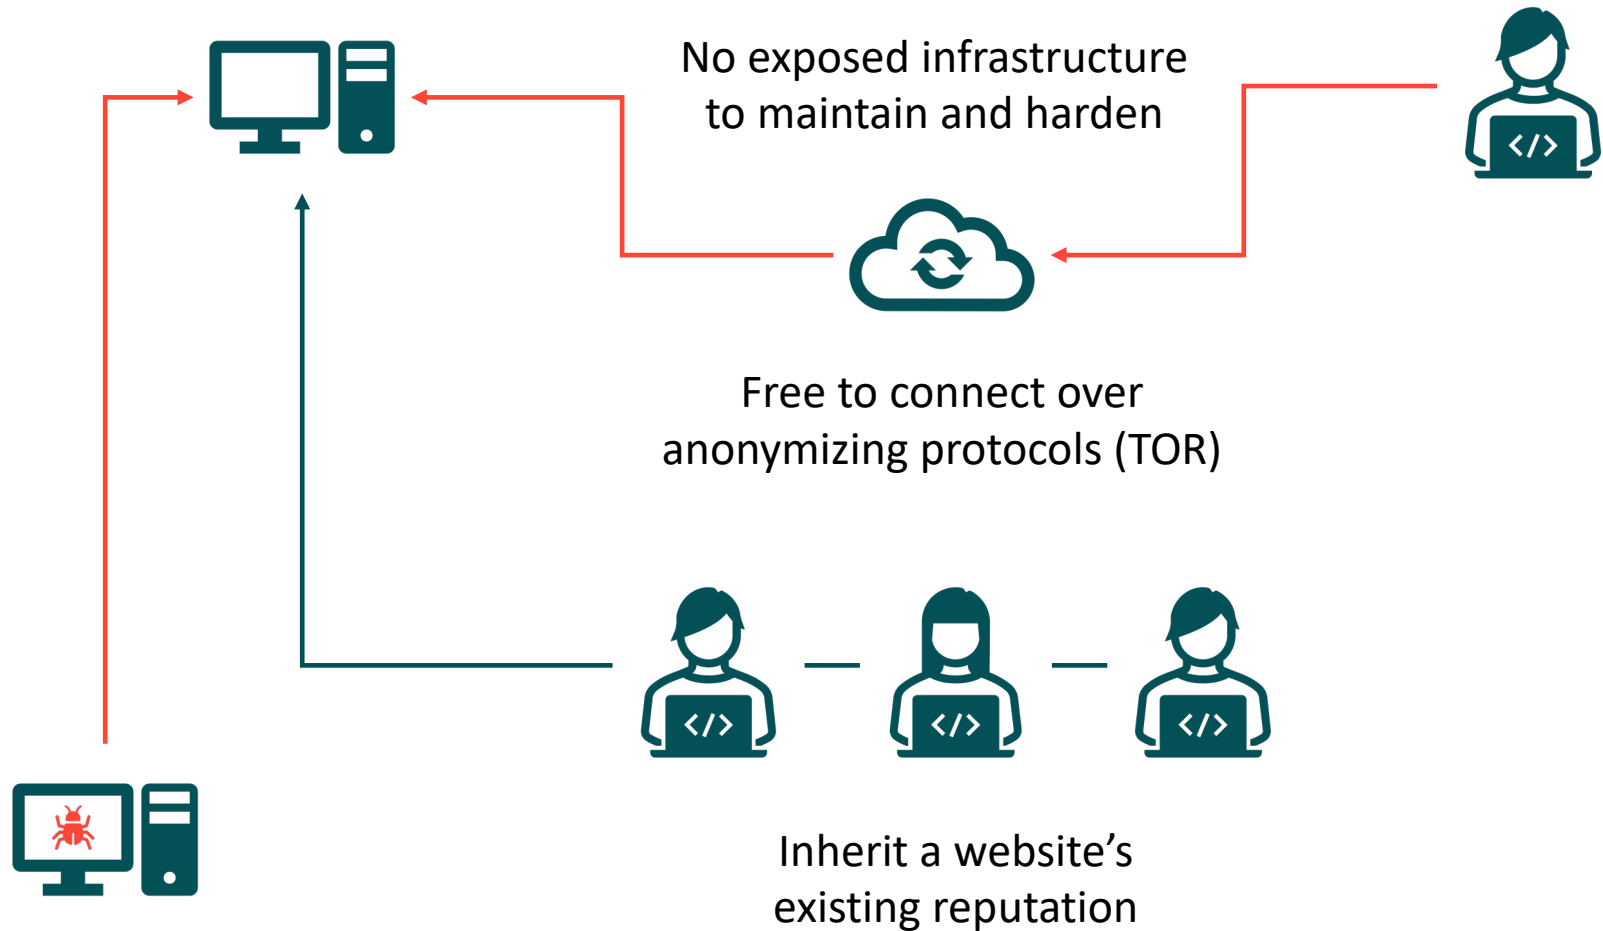 No exposed infrastructure
to maintain and harden
</>
Free to connect over
anonymizing protocols (TOR)
</>
</>
</>
Inherit a website’s
existing reputation